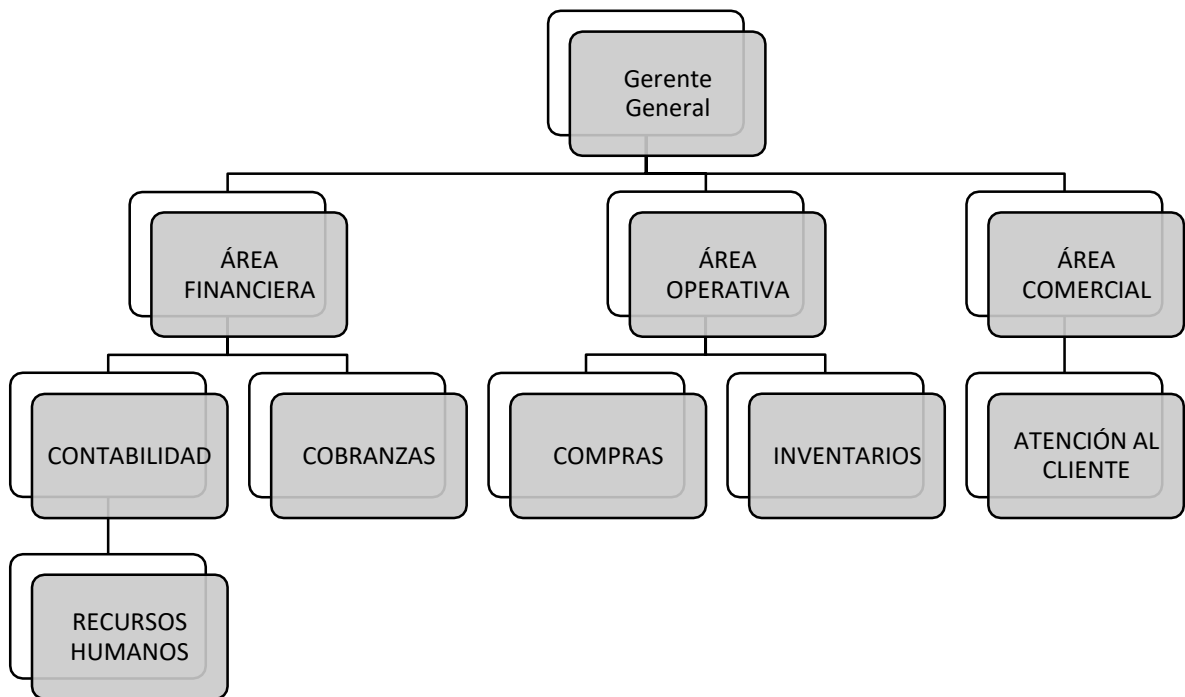 Gerente
General
ÁREA
FINANCIERA
ÁREA
OPERATIVA
ÁREA
COMERCIAL
CONTABILIDAD
COBRANZAS
COMPRAS
INVENTARIOS
ATENCIÓN AL
CLIENTE
RECURSOS
HUMANOS